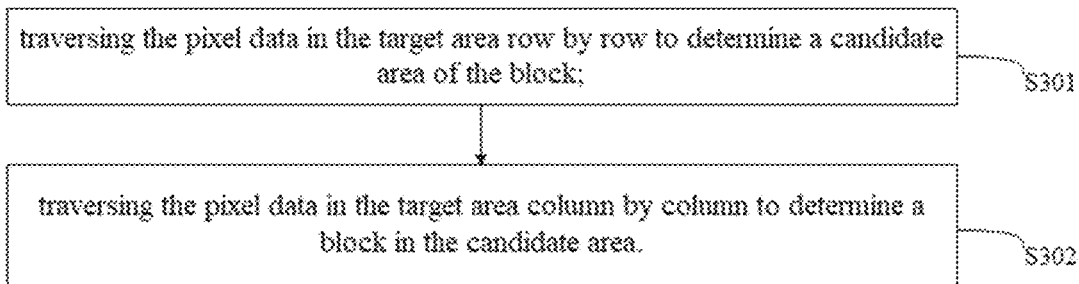 traversing the pixel data in the target area row by row to determine a candidate
area of the block;
S301
traversing the pixel data in the target area column by column to determine a
block in the candidate area.
S302